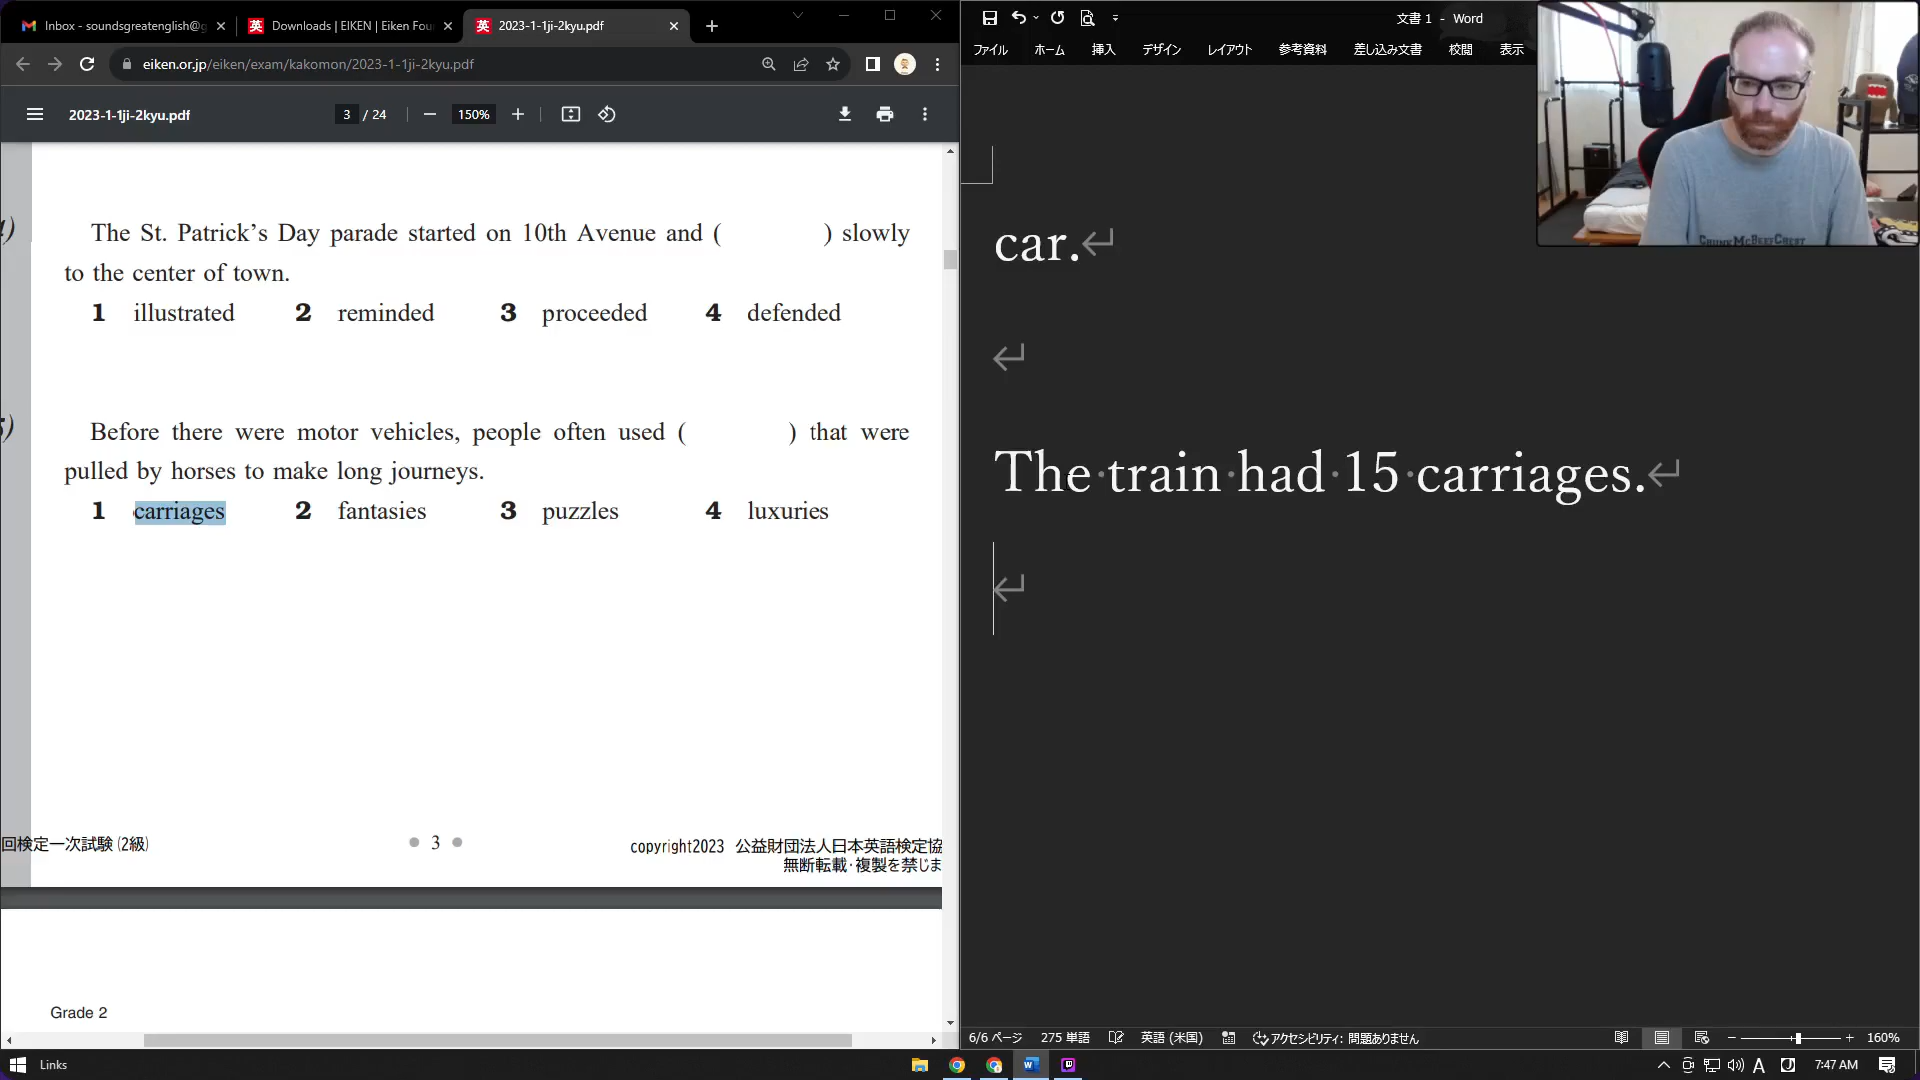 Inbox - soundsgreatenglish@g
Downloads | EIKEN | Eiken Fou
2023-1-1ji-2kyu.pdf
eiken.or.jp/eiken/exam/kakomon/2023-1-1ji-2kyu.pdf
2023-1-1ji-2kyu.pdf
3 / 24
150%
The St. Patrick's Day parade started on 10th Avenue and ( ) slowly
to the center of town.
1 illustrated 2 reminded 3 proceeded 4 defended
5)
Before there were motor vehicles, people often used ( ) that were
pulled by horses to make long journeys.
1 carriages 2 fantasies 3 puzzles 4 luxuries
回検定一次試験(2級)
3
copyright2023 公益財団法人日本英語検定協
無断転載・複製を禁じま
Grade 2
文書 1 - Word
ファイル ホーム 挿入 デザイン レイアウト 参考資料 差し込み文書 校閲 表示
car.
The train had 15 carriages.
6/6 ページ 275 単語 英語 (米国) アクセシビリティ: 問題ありません 160%
Links
A
7:47 AM